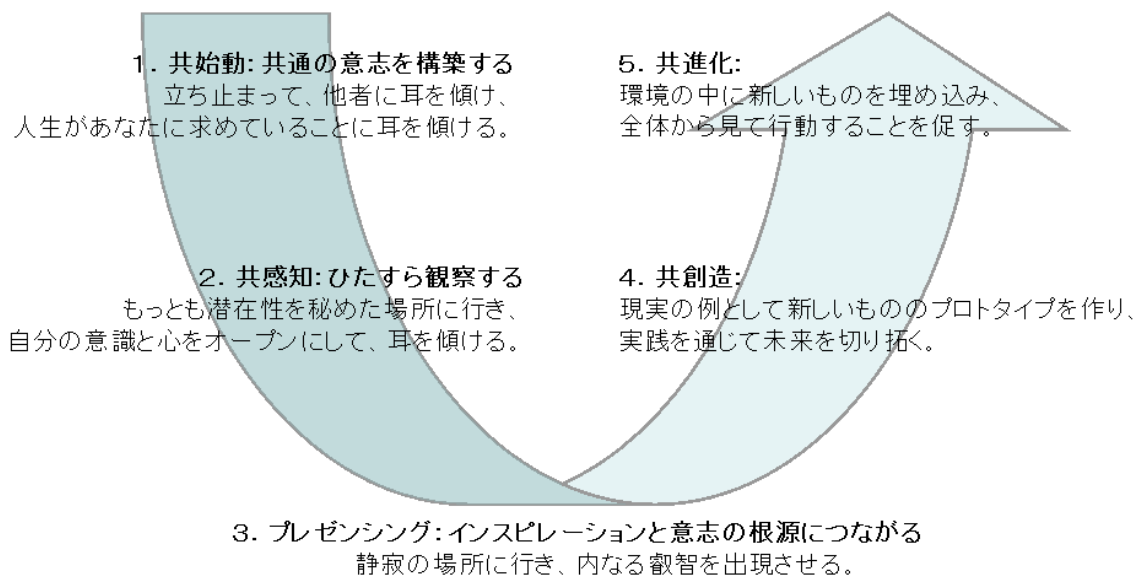 1. 共始動: 共通の意志を構築する
立ち止まって、他者に耳を傾け、
人生があなたに求めていることに耳を傾ける。
2. 共感知: ひたすら観察する
もっとも潜在性を秘めた場所に行き、
自分の意識と心をオープンにして、耳を傾ける。
3. プレゼンシング: インスピレーションと意志の根源につながる
静寂の場所に行き、内なる叡智を出現させる。
4. 共創造:
現実の例として新しいもののプロトタイプを作り、
実践を通じて未来を切り拓く。
5. 共進化:
環境の中に新しいものを埋め込み、
全体から見て行動することを促す。